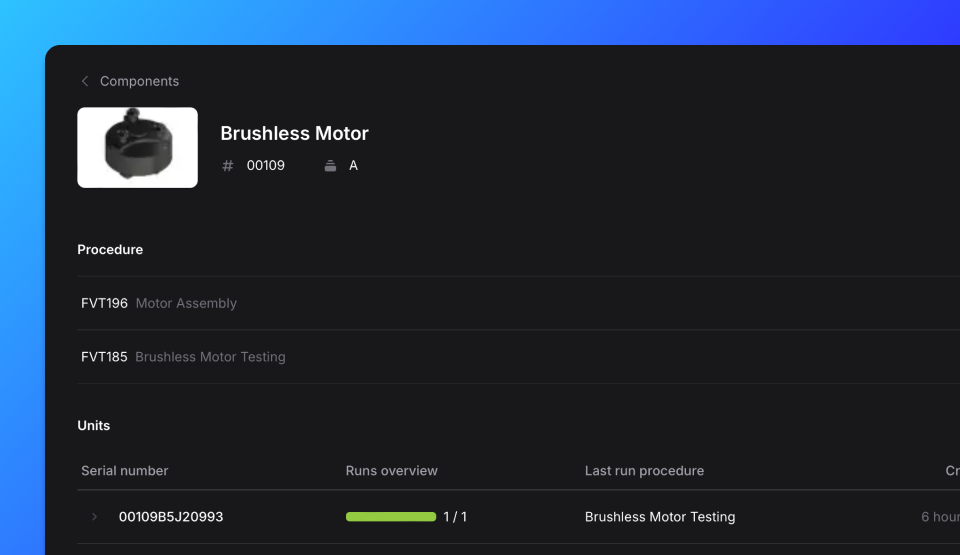 Components
Brushless Motor
# 00109 A
Procedure
FVT196 Motor Assembly
FVT185 Brushless Motor Testing
Units
Serial number Runs overview Last run procedure Cr
00109B5J20993 1 / 1 Brushless Motor Testing 6 hour